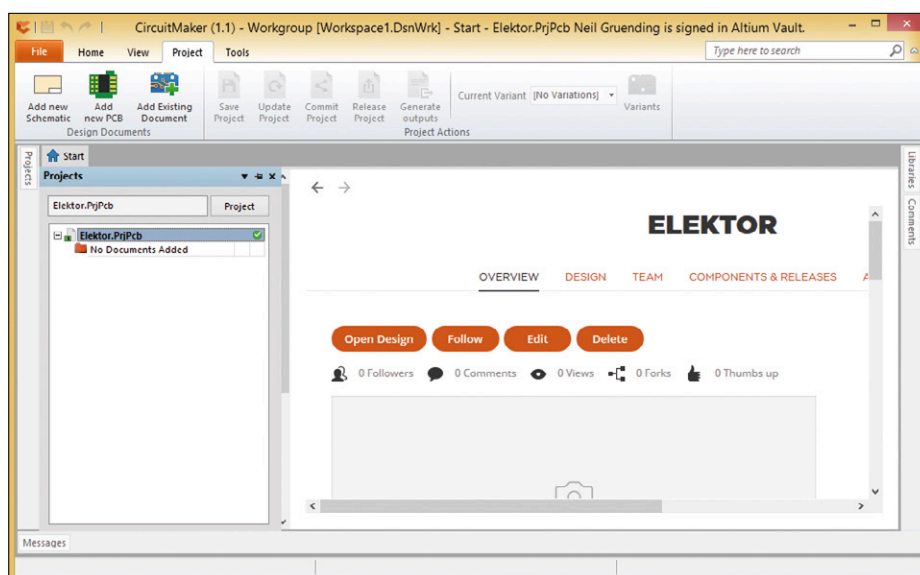 CircuitMaker (1.1) - Workgroup [Workspace1.DsnWrk] - Start - Elektor.PrjPcb Neil Gruending is signed in Altium Vault.
File Home View Project Tools Type here to search
Add new Schematic
Add new PCB
Add Existing Document
Save Project
Update Project
Commit Project
Release Project
Generate outputs
Current Variant [No Variations]
Variants
Design Documents
Project Actions
Projects
Start
Projects
Elektor.PrjPcb Project
Elektor.PrjPcb
No Documents Added
ELEKTOR
OVERVIEW DESIGN TEAM COMPONENTS & RELEASES
Open Design Follow Edit Delete
0 Followers 0 Comments 0 Views 0 Forks 0 Thumbs up
Libraries
Comments
Messages